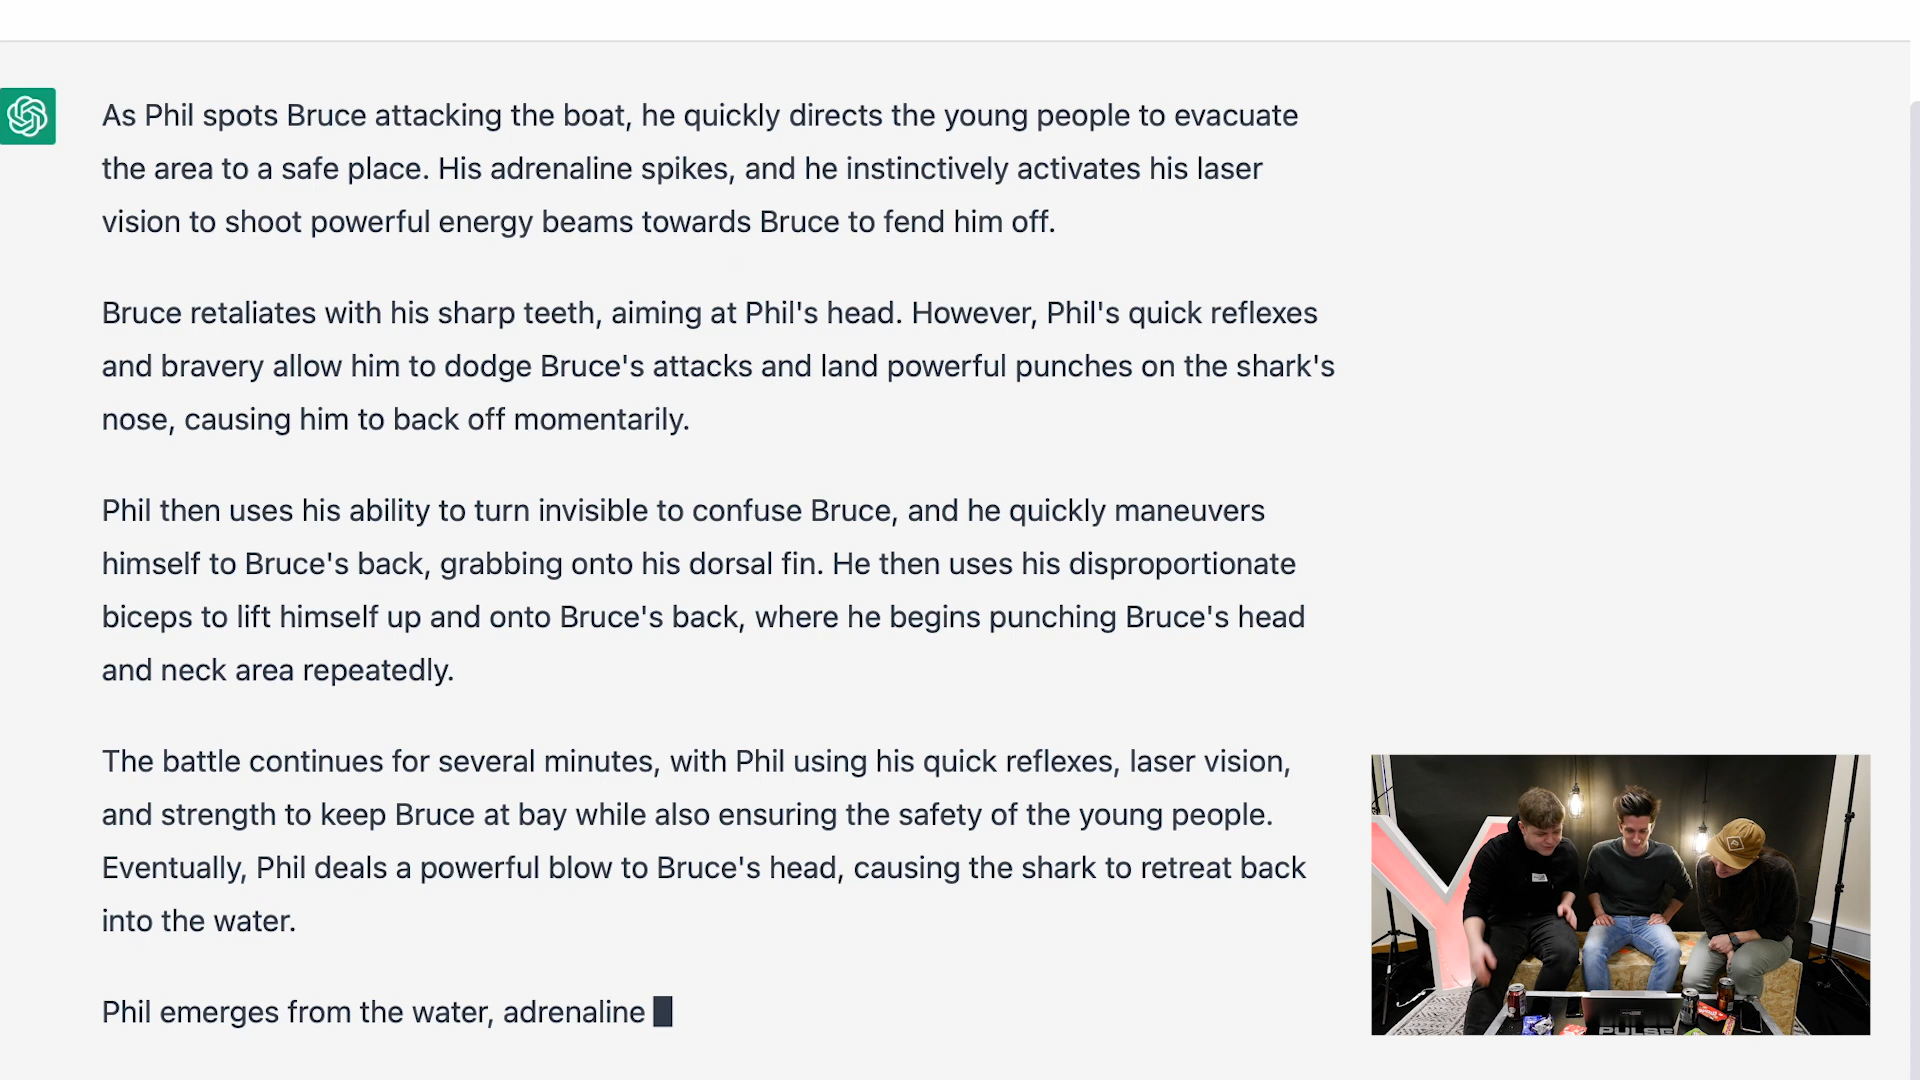 As Phil spots Bruce attacking the boat, he quickly directs the young people to evacuate
the area to a safe place. His adrenaline spikes, and he instinctively activates his laser
vision to shoot powerful energy beams towards Bruce to fend him off.
Bruce retaliates with his sharp teeth, aiming at Phil's head. However, Phil's quick reflexes
and bravery allow him to dodge Bruce's attacks and land powerful punches on the shark's
nose, causing him to back off momentarily.
Phil then uses his ability to turn invisible to confuse Bruce, and he quickly maneuvers
himself to Bruce's back, grabbing onto his dorsal fin. He then uses his disproportionate
biceps to lift himself up and onto Bruce's back, where he begins punching Bruce's head
and neck area repeatedly.
The battle continues for several minutes, with Phil using his quick reflexes, laser vision,
and strength to keep Bruce at bay while also ensuring the safety of the young people.
Eventually, Phil deals a powerful blow to Bruce's head, causing the shark to retreat back
into the water.
Phil emerges from the water, adrenaline
Y
PULSE